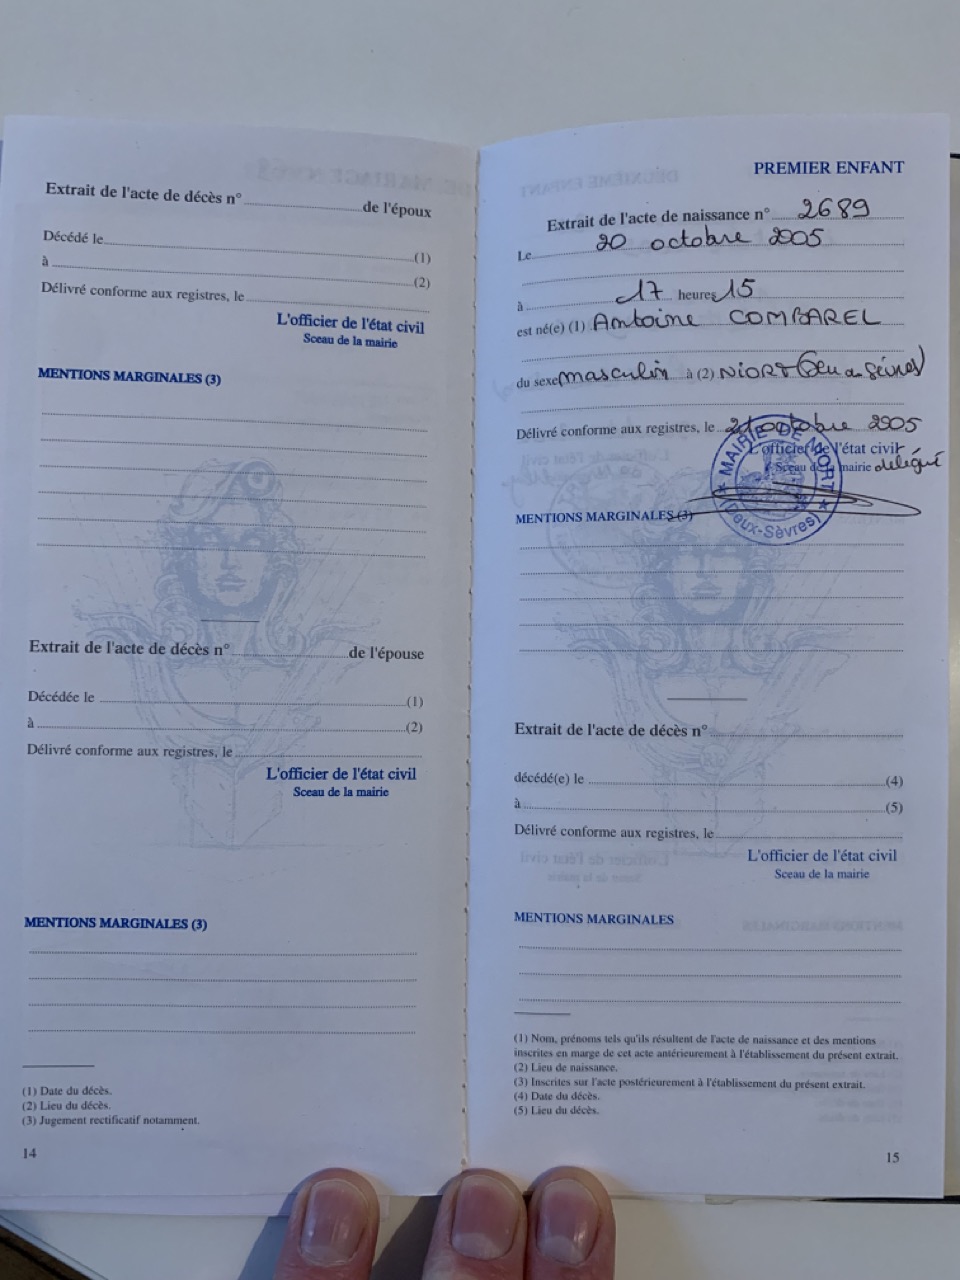 Extrait de l'acte de décès n° de l'époux
Décédé le (1)
à (2)
Délivré conforme aux registres, le
L'officier de l'état civil
Sceau de la mairie
MENTIONS MARGINALES (3)
Extrait de l'acte de décès n° de l'épouse
Décédée le (1)
à (2)
Délivré conforme aux registres, le
L'officier de l'état civil
Sceau de la mairie
MENTIONS MARGINALES (3)
(1) Date du décès.
(2) Lieu du décès.
(3) Jugement rectificatif notamment.
14
PREMIER ENFANT
Extrait de l'acte de naissance n° 2689
Le 20 octobre 2005
à 17 heures 15
est né(e) (1) Antoine COMBAREL
du sexe masculin à (2) NIORT (Deux Sèvres)
Délivré conforme aux registres, le 21 octobre 2005
L'officier de l'état civil
Sceau de la mairie délégué
MAIRIE DE NIORT
(Deux-Sèvres)
MENTIONS MARGINALES (3)
Extrait de l'acte de décès n°
décédé(e) le (4)
à (5)
Délivré conforme aux registres, le
L'officier de l'état civil
Sceau de la mairie
MENTIONS MARGINALES
(1) Nom, prénoms tels qu'ils résultent de l'acte de naissance et des mentions
inscrites en marge de cet acte antérieurement à l'établissement du présent extrait.
(2) Lieu de naissance.
(3) Inscrites sur l'acte postérieurement à l'établissement du présent extrait.
(4) Date du décès.
(5) Lieu du décès.
15